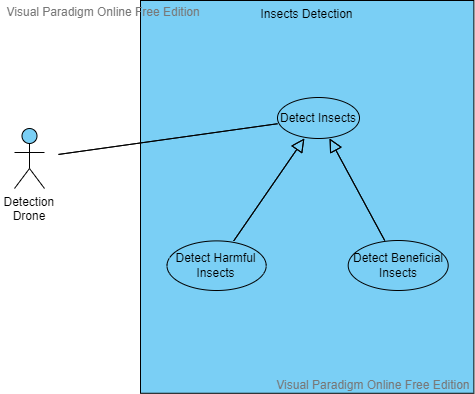 Visual Paradigm Online Free Edition
Insects Detection
Detect Insects
Detection
Drone
Detect Harmful
Insects
Detect Beneficial
Insects
Visual Paradigm Online Free Edition